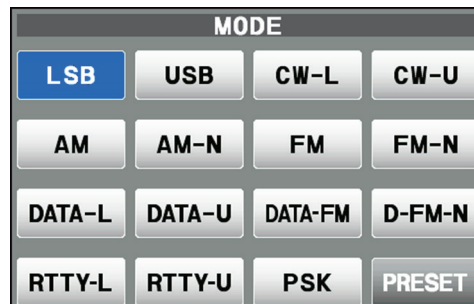 MODE
LSB USB CW-L CW-U
AM AM-N FM FM-N
DATA-L DATA-U DATA-FM D-FM-N
RTTY-L RTTY-U PSK PRESET